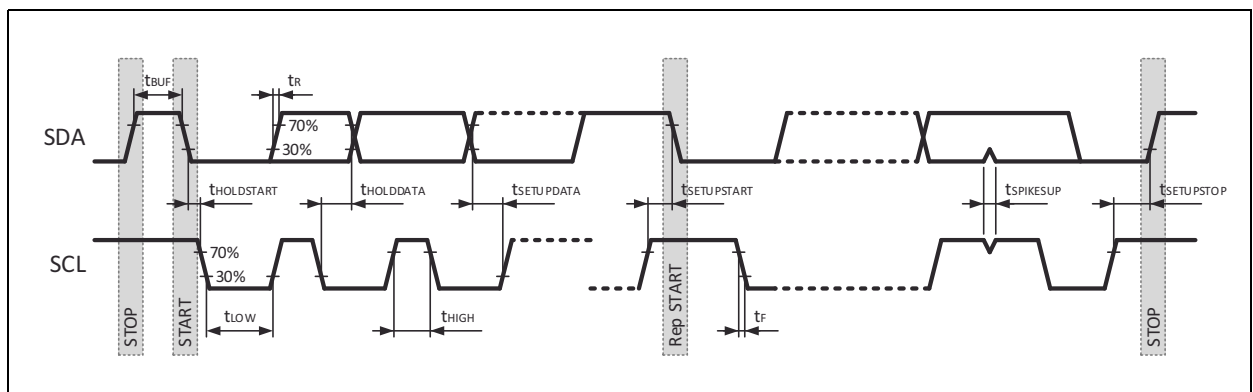 tBUF
tR
SDA
70%
30%
tHOLDSTART
tHOLDDATA
tSETUPDATA
tSETUPSTART
tSPIKESUP
tSETUPSTOP
SCL
70%
30%
tLOW
tHIGH
tF
STOP
START
Rep START
STOP